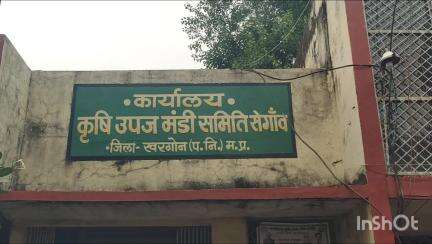 • कार्यालय •
कृषि उपज मंडी समिति सेगाँव
• जिला- खरगोन (प. नि.) म. प्र.
InShOt